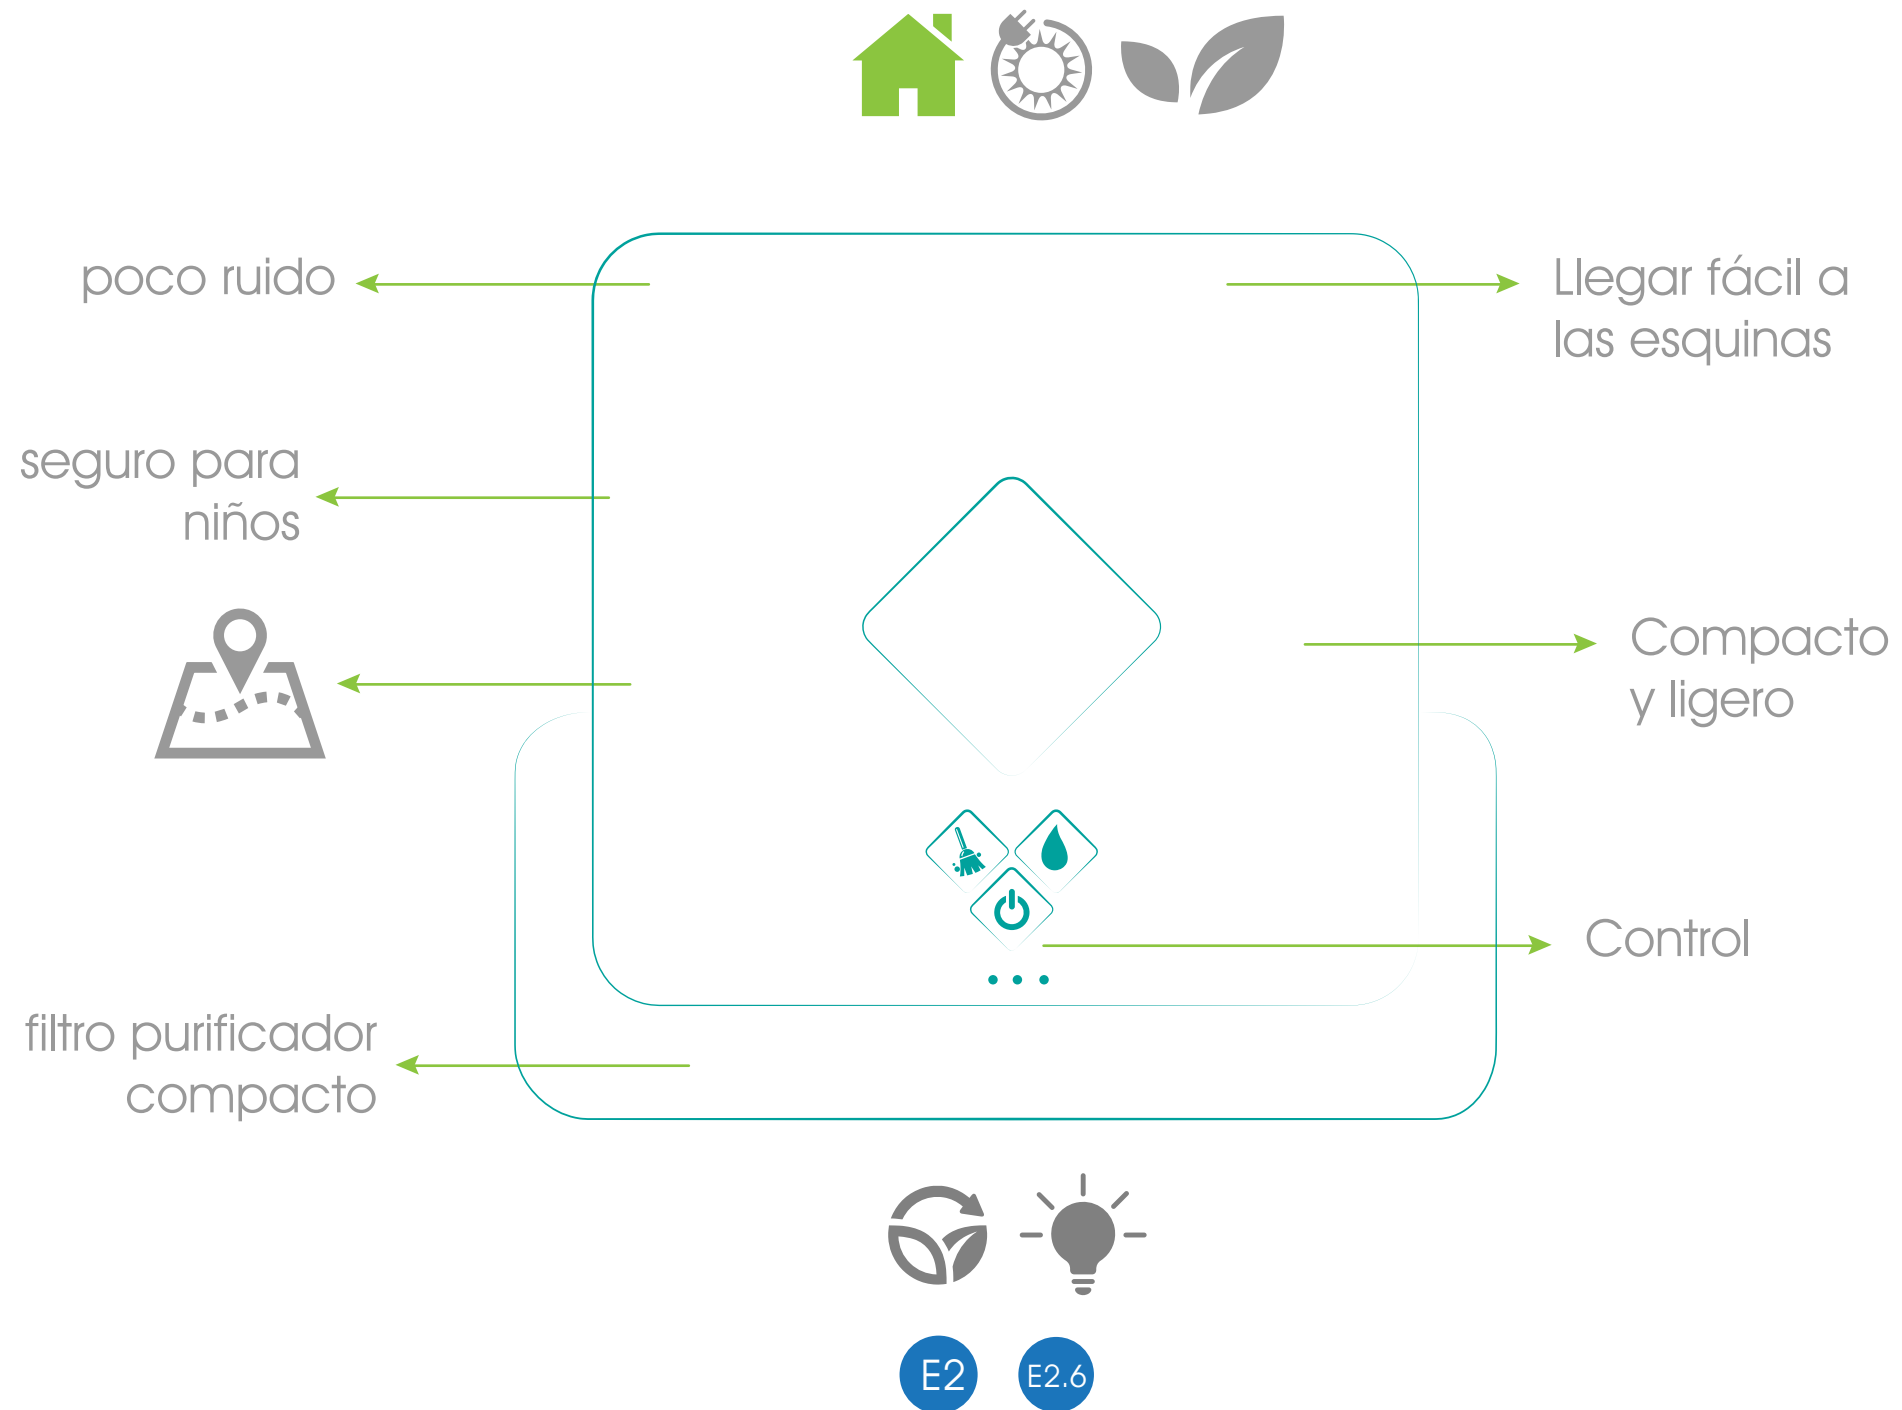 poco ruido
Llegar fácil a
las esquinas
seguro para
niños
Compacto
y ligero
Control
filtro purificador
compacto
E2
E2.6